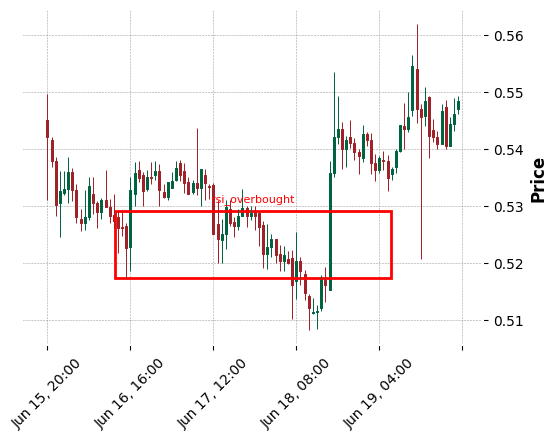 0.56
0.55
0.54
0.53
0.52
0.51
Price
rsi_overbought
Jun 15, 20:00
Jun 16, 16:00
Jun 17, 12:00
Jun 18, 08:00
Jun 19, 04:00